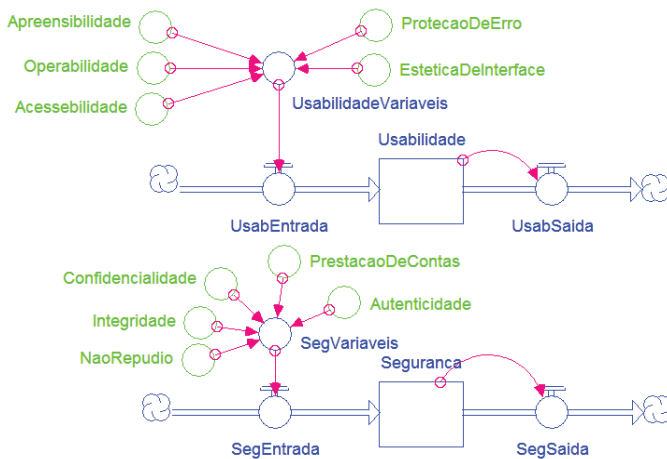 Apreensibilidade
ProtecaoDeErro
Operabilidade
EsteticaDeInterface
Acessebilidade
UsabilidadeVariaveis
Usabilidade
UsabEntrada
UsabSaida
PrestacaoDeContas
Confidencialidade
Autenticidade
Integridade
SegVariaveis
NaoRepudio
Seguranca
SegEntrada
SegSaida